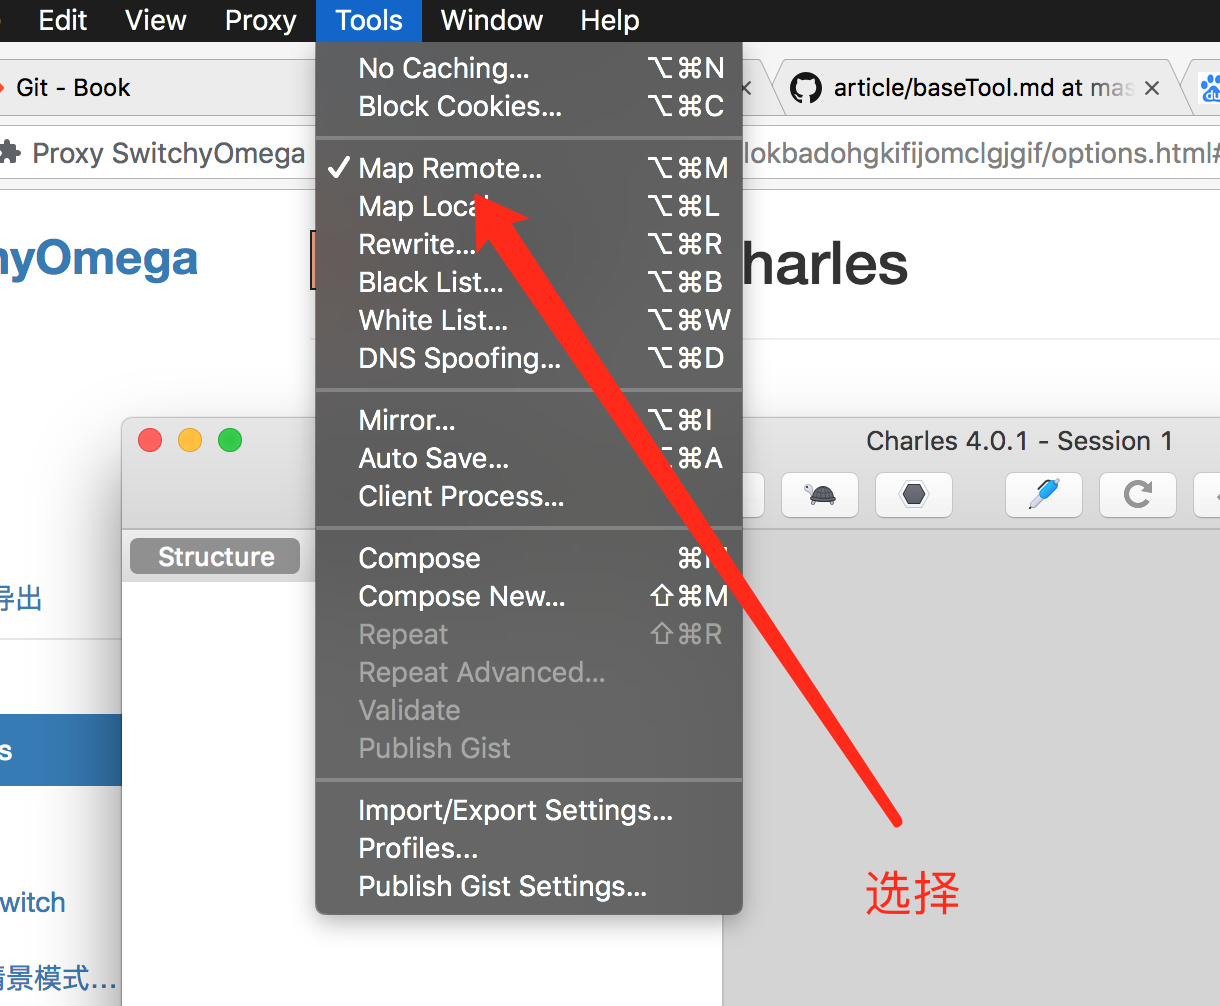 Edit View Proxy Tools Window Help
Git - Book
article/baseTool.md at mas
Proxy SwitchyOmega
lokbadohgkifijomclgjgif/options.html#
hyOmega
harles
No Caching... ⌥⌘N
Block Cookies... ⌥⌘C
✓ Map Remote... ⌥⌘M
Map Local ⌥⌘L
Rewrite... ⌥⌘R
Black List... ⌥⌘B
White List... ⌥⌘W
DNS Spoofing... ⌥⌘D
Mirror... ⌥⌘I
Auto Save... ⌥⌘A
Client Process...
Compose ⌘
Compose New... ⇧⌘M
Repeat ⇧⌘R
Repeat Advanced...
Validate
Publish Gist
Import/Export Settings...
Profiles...
Publish Gist Settings...
Charles 4.0.1 - Session 1
Structure
导出
s
witch
情景模式...
选择